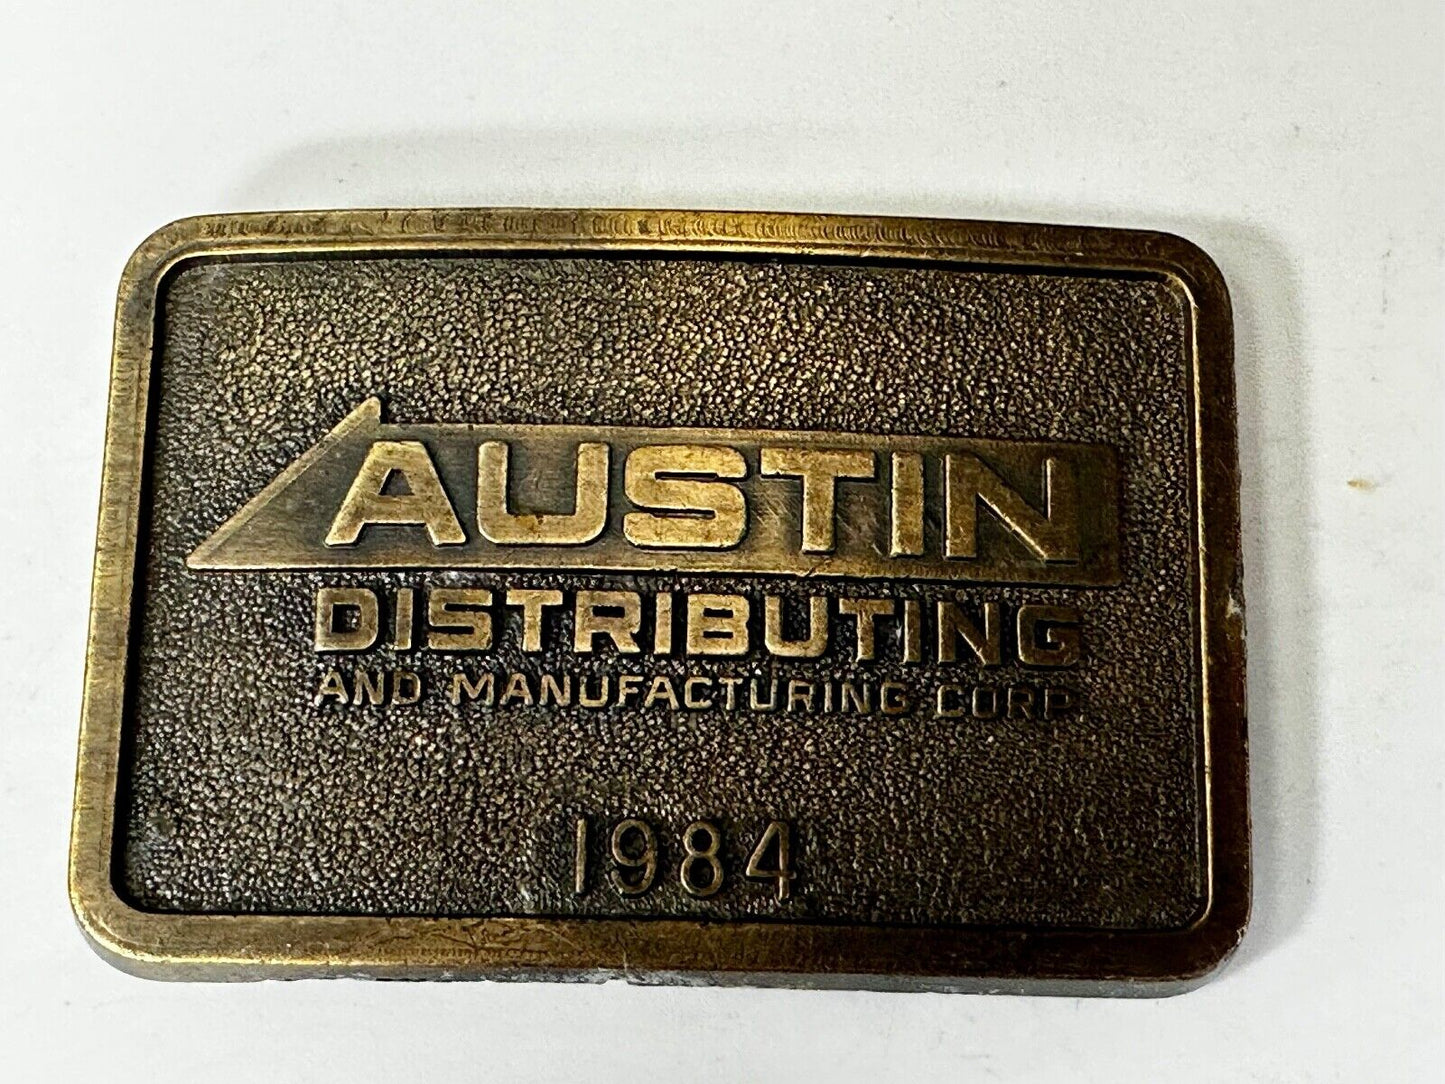 AUSTIN
DISTRIBUTING
AND MANUFACTURING CORP
1984